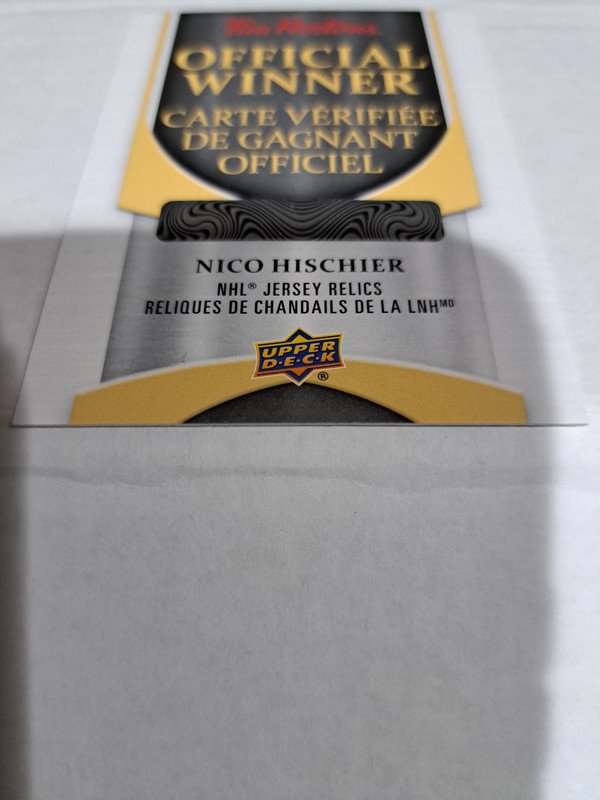 Tim Hortons
OFFICIAL
WINNER
CARTE VÉRIFIÉE
DE GAGNANT
OFFICIEL
NICO HISCHIER
NHL® JERSEY RELICS
RELIQUES DE CHANDAILS DE LA LNHᴹᴰ
UPPER
D·E·C·K
®